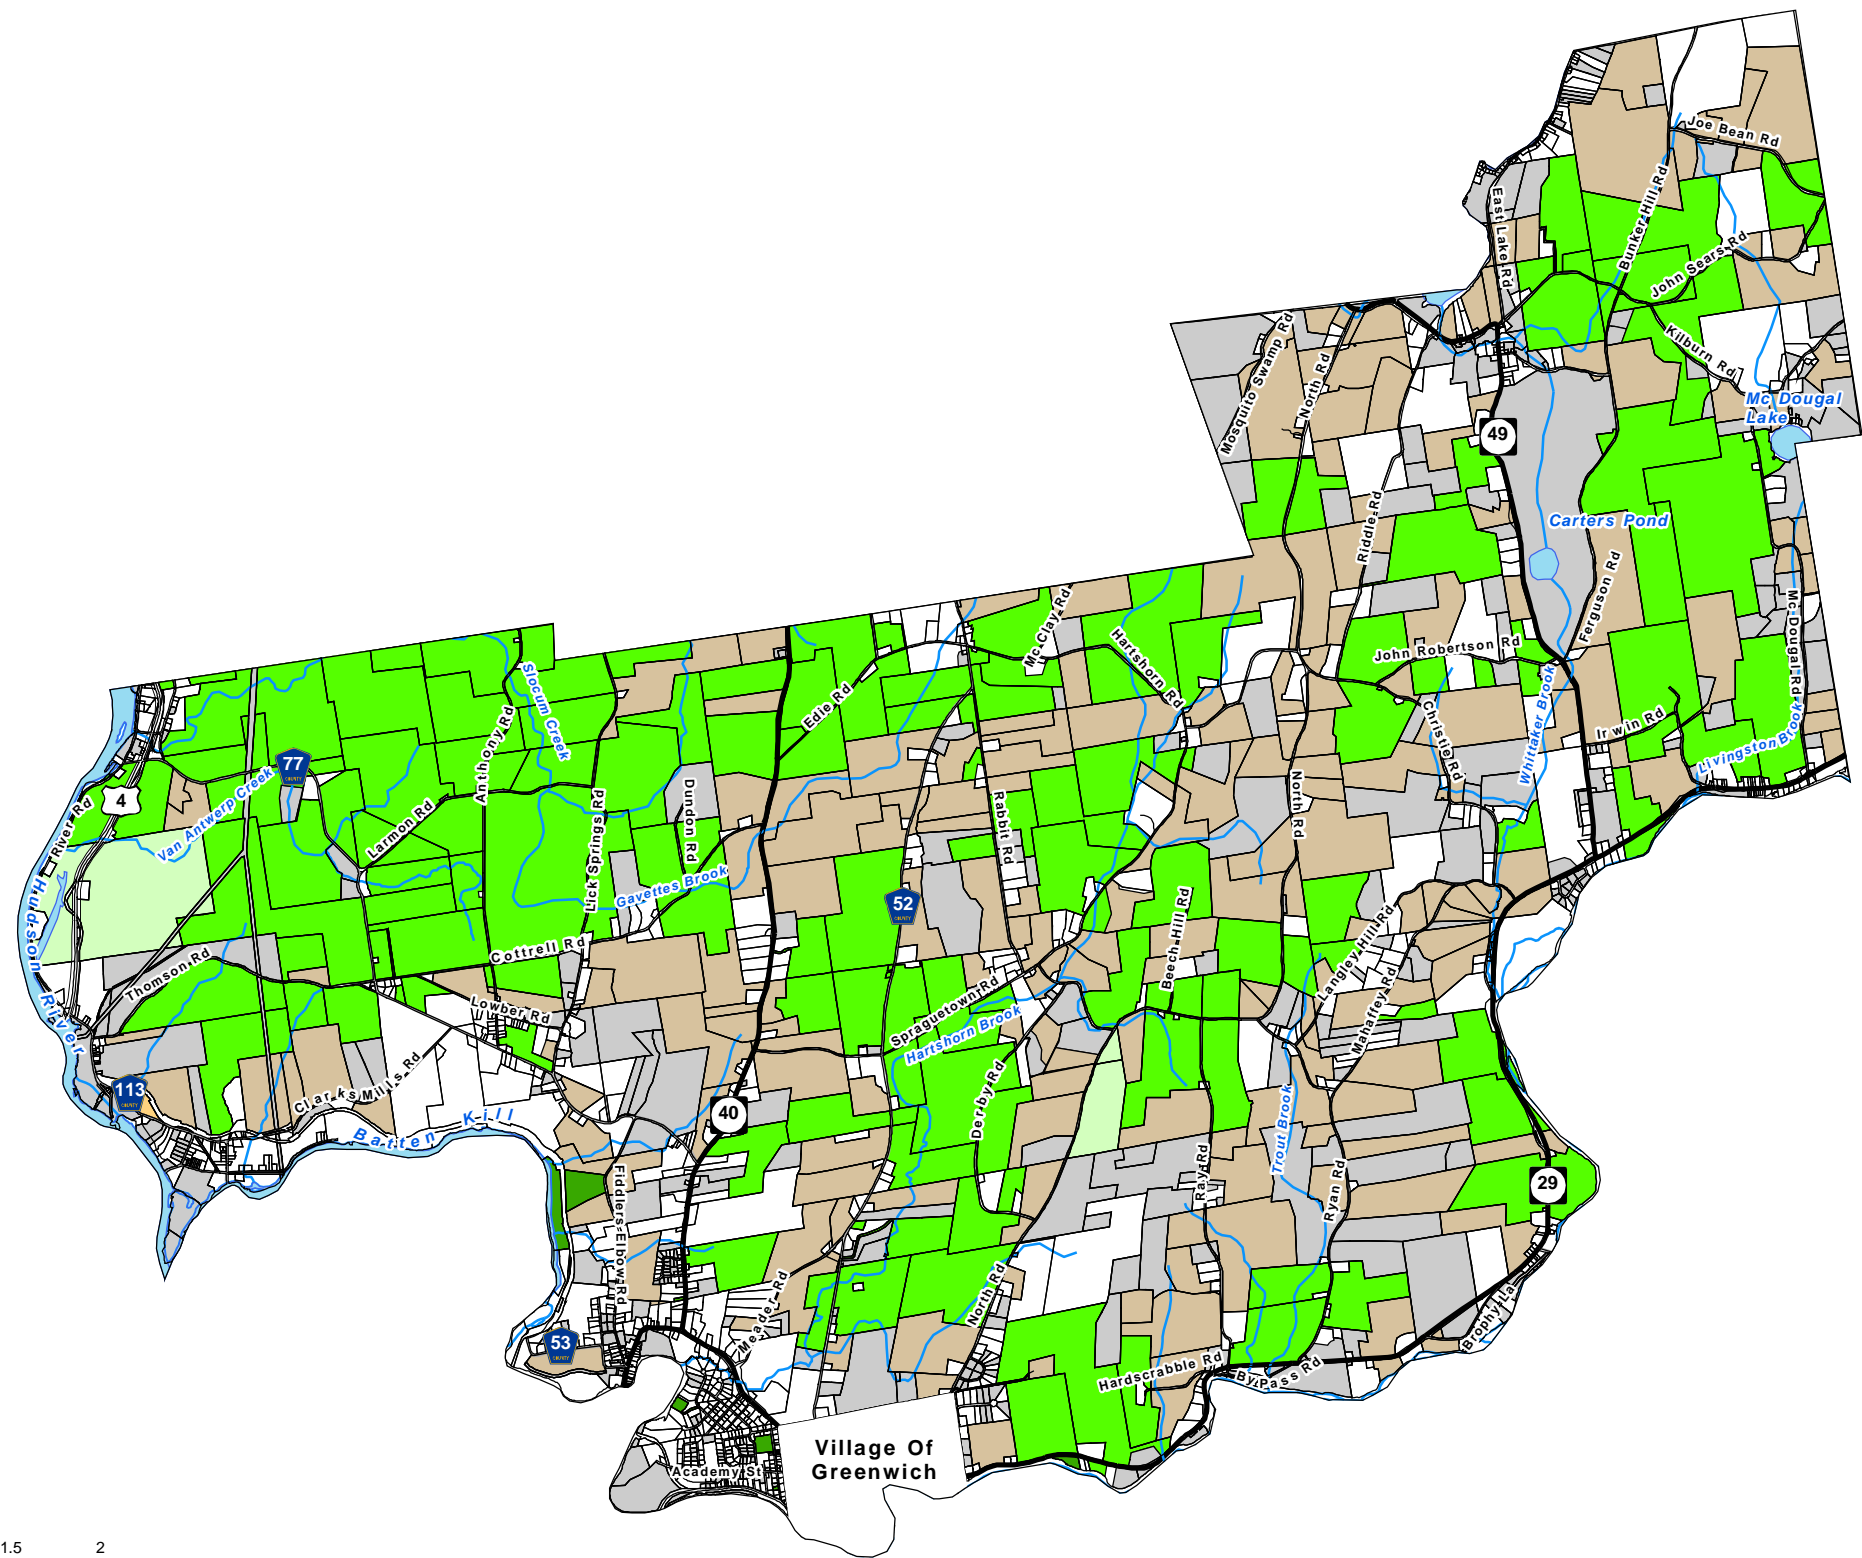 Joe Bean Rd
Bunker Hill Rd
East Lake Rd
John Sears Rd
Kilburn Rd
Mosquito Swamp Rd
North Rd
Mc Dougal
Lake
49
Riddle Rd
Carters Pond
Ferguson Rd
Mc Dougal Rd
Mc Clay Rd
Hartshorn Rd
John Robertson Rd
Slocum Creek
Edie Rd
Anthony Rd
Christie Rd
Whittaker Brook
Irwin Rd
Livingston Brook
77
COUNTY
4
River Rd
Van Antwerp Creek
Larmon Rd
Lick Springs Rd
Dundon Rd
Rabbit Rd
North Rd
Gavettes Brook
52
COUNTY
Hudson River
Beech Hill Rd
Langley Hill Rd
Thomson Rd
Cottrell Rd
Lowber Rd
Spraguetown Rd
Hartshorn Brook
Mahaffey Rd
Clarks Mills Rd
113
COUNTY
Batten Kill
40
Derby Rd
Trout Brook
Ray Rd
Ryan Rd
29
Fiddlers Elbow Rd
Meader Rd
North Rd
53
COUNTY
Hardscrabble Rd
By Pass Rd
Brophy La
Village Of
Greenwich
Academy St
1.5 2